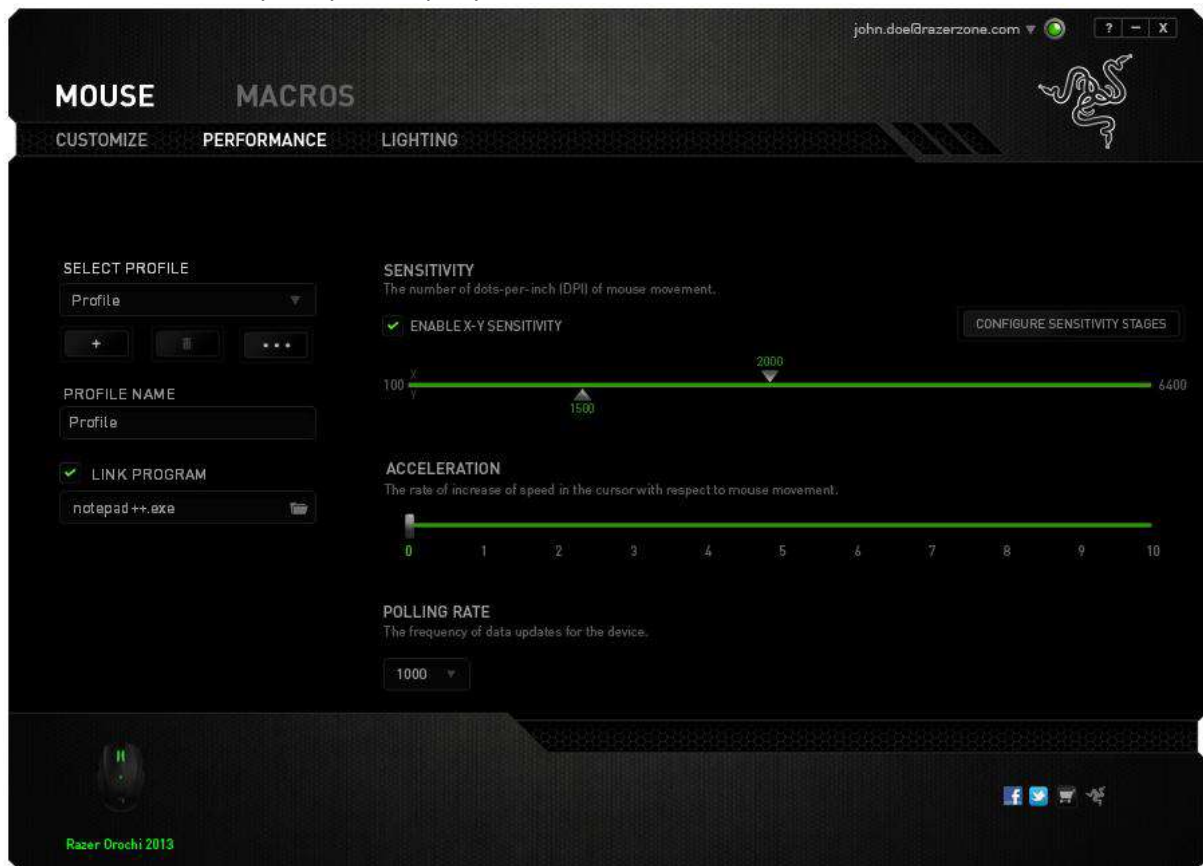 john.doe@razerzone.com
? – X
MOUSE MACROS
CUSTOMIZE PERFORMANCE LIGHTING
SELECT PROFILE
Profile
+ •••
PROFILE NAME
Profile
LINK PROGRAM
notepad++.exe
SENSITIVITY
The number of dots-per-inch (DPI) of mouse movement.
ENABLE X-Y SENSITIVITY
CONFIGURE SENSITIVITY STAGES
2000
X
100 6400
Y
1500
ACCELERATION
The rate of increase of speed in the cursor with respect to mouse movement.
0 1 2 3 4 5 6 7 8 9 10
POLLING RATE
The frequency of data updates for the device.
1000
Razer Orochi 2013